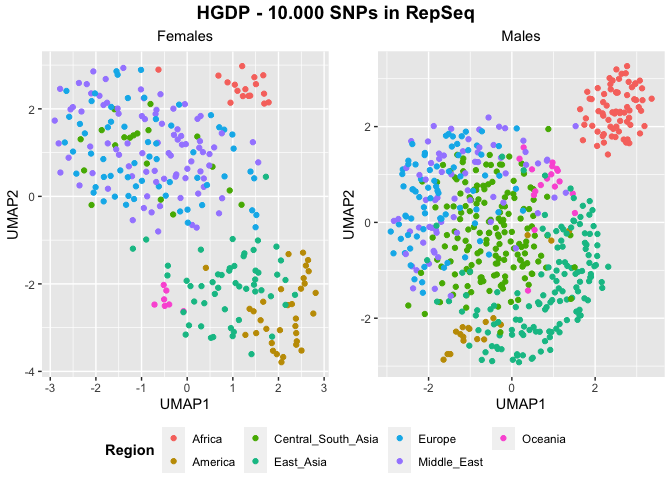 HGDP - 10.000 SNPs in RepSeq
Females
Males
UMAP2
2
0
-2
-4
-3
-2
-1
0
1
2
3
UMAP1
UMAP2
2
0
-2
-2
0
2
UMAP1
Region
Africa
Central_South_Asia
Europe
Oceania
America
East_Asia
Middle_East